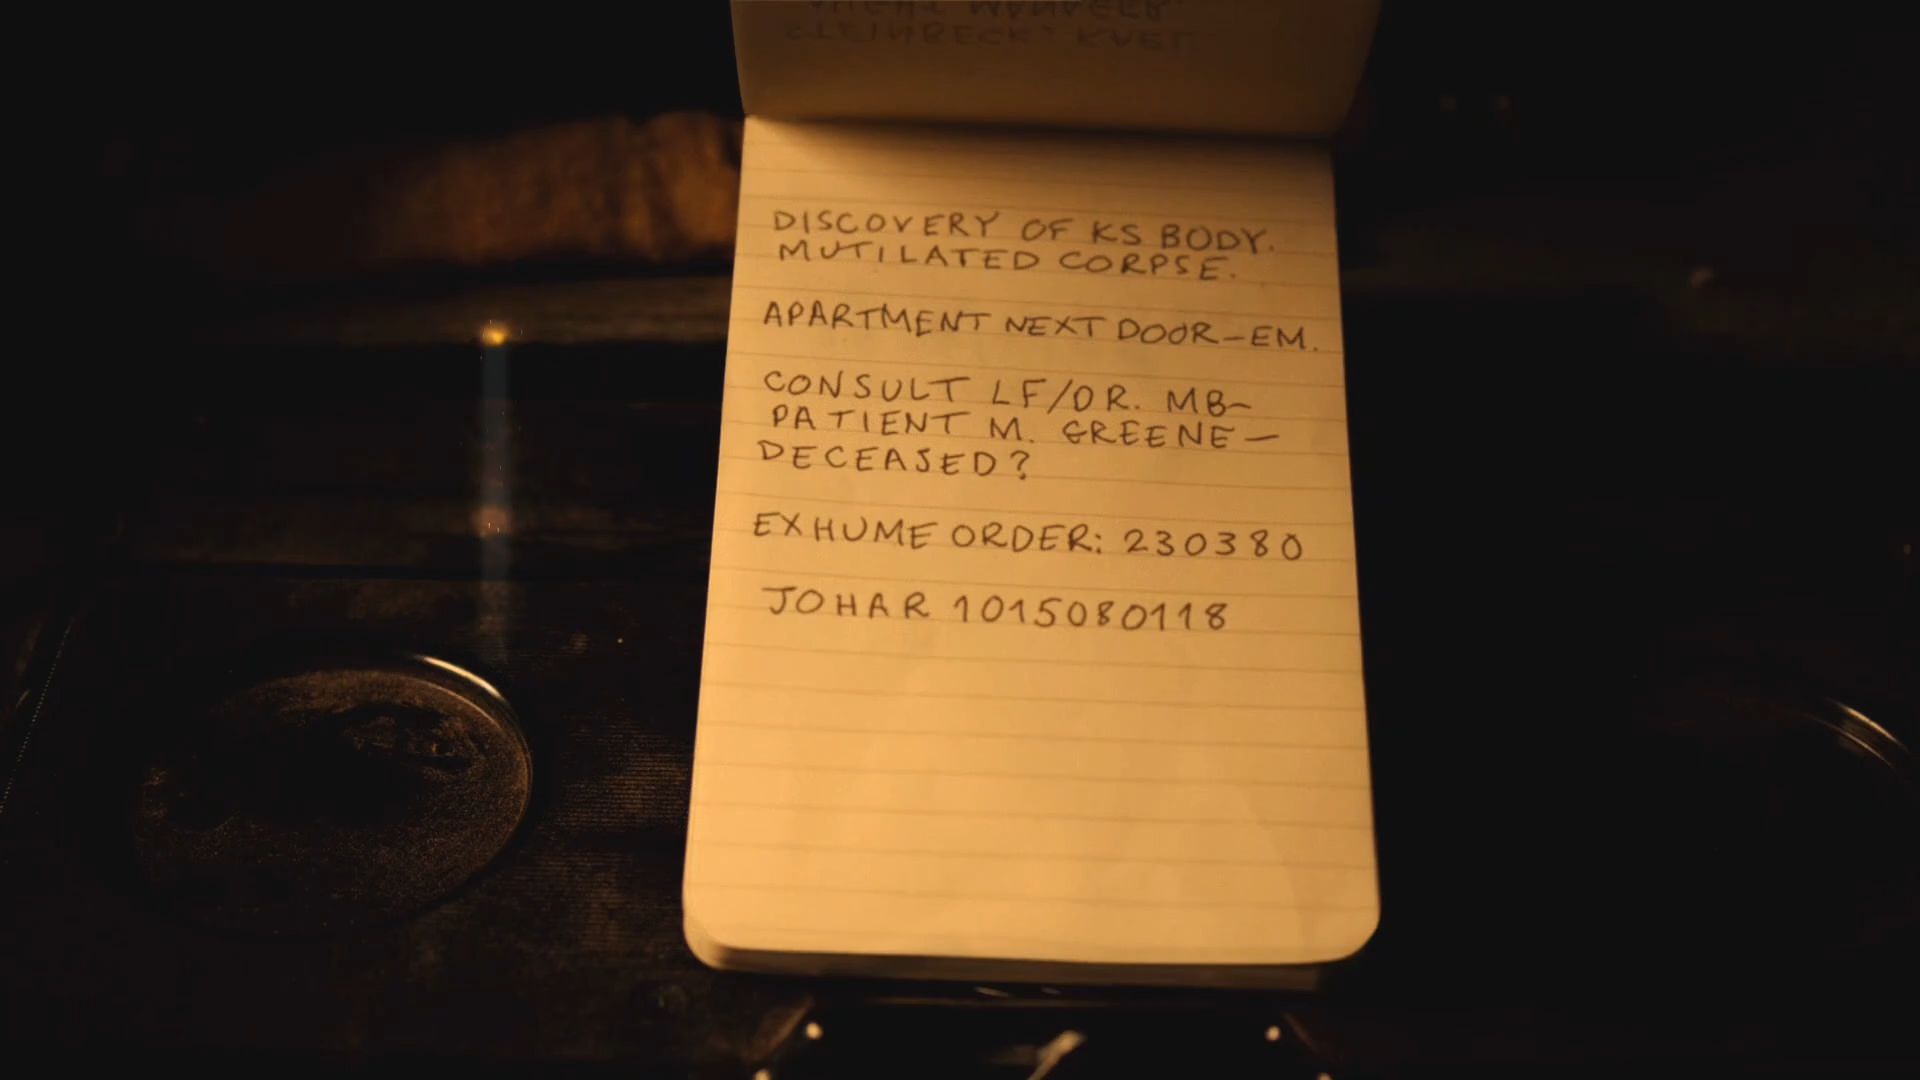 DISCOVERY OF KS BODY.
MUTILATED CORPSE.
APARTMENT NEXT DOOR—EM.
CONSULT LF/DR. MB—
PATIENT M. GREENE—
DECEASED?
EXHUME ORDER: 230380
JOHAR 1015080118